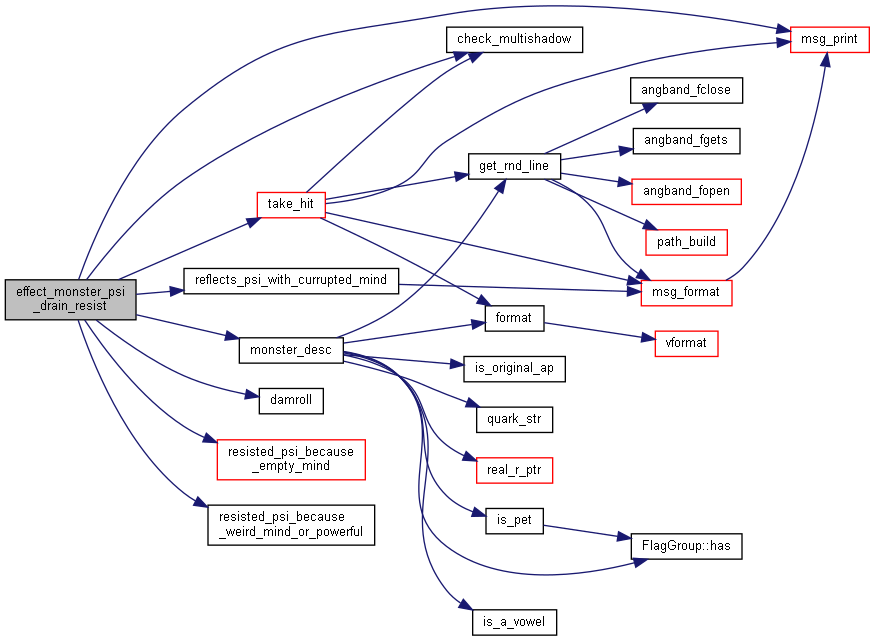 msg_print
check_multishadow
angband_fclose
angband_fgets
get_rnd_line
angband_fopen
take_hit
path_build
reflects_psi_with_currupted_mind
effect_monster_psi
_drain_resist
msg_format
format
vformat
monster_desc
is_original_ap
damroll
quark_str
resisted_psi_because
_empty_mind
real_r_ptr
resisted_psi_because
_weird_mind_or_powerful
is_pet
FlagGroup::has
is_a_vowel